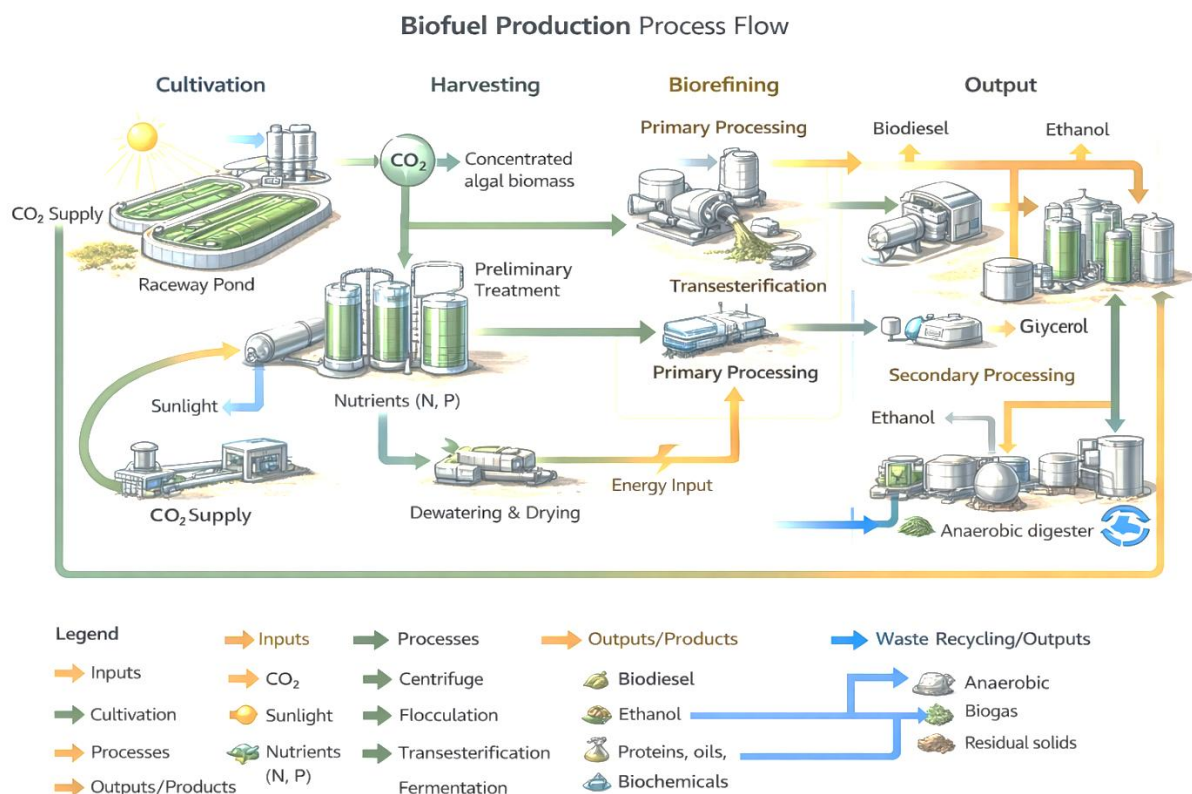 Biofuel Production Process Flow
Cultivation
Harvesting
Biorefining
Output
Primary Processing
Biodiesel
Ethanol
CO₂
Concentrated
algal biomass
CO₂ Supply
Raceway Pond
Preliminary
Treatment
Transesterification
Giycerol
Primary Processing
Secondary Processing
Sunlight
Nutrients (N, P)
Ethanol
Energy Input
CO₂ Supply
Dewatering & Drying
Anaerobic digester
Legend
Inputs
Cultivation
Processes
Outputs/Products
Inputs
CO₂
Sunlight
Nutrients
(N, P)
Processes
Centrifuge
Flocculation
Transesterification
Fermentation
Outputs/Products
Biodiesel
Ethanol
Proteins, oils,
Biochemicals
Waste Recycling/Outputs
Anaerobic
Biogas
Residual solids